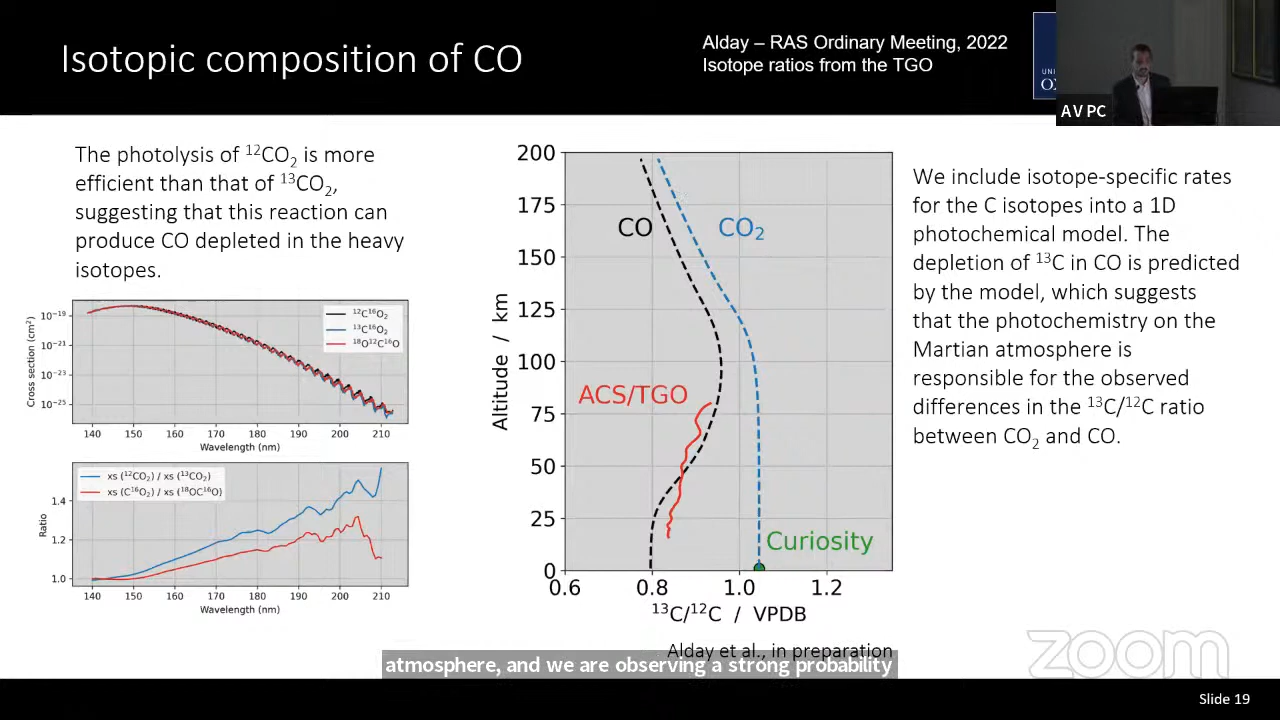 Isotopic composition of CO
Alday – RAS Ordinary Meeting, 2022
Isotope ratios from the TGO
UNI
OX
AV PC
The photolysis of ¹²CO₂ is more
efficient than that of ¹³CO₂,
suggesting that this reaction can
produce CO depleted in the heavy
isotopes.
10⁻¹⁹
10⁻²¹
10⁻²³
10⁻²⁵
Cross section (cm²)
¹²C¹⁶O₂
¹³C¹⁶O₂
¹⁸O¹²C¹⁶O
140 150 160 170 180 190 200 210
Wavelength (nm)
xs (¹²CO₂) / xs (¹³CO₂)
xs (C¹⁶O₂) / xs (¹⁸OC¹⁶O)
1.4
1.2
1.0
Ratio
140 150 160 170 180 190 200 210
Wavelength (nm)
200
175
150
125
100
75
50
25
0
Altitude / km
CO
CO₂
ACS/TGO
Curiosity
0.6 0.8 1.0 1.2
¹³C/¹²C / VPDB
Alday et al., in preparation
We include isotope-specific rates
for the C isotopes into a 1D
photochemical model. The
depletion of ¹³C in CO is predicted
by the model, which suggests
that the photochemistry on the
Martian atmosphere is
responsible for the observed
differences in the ¹³C/¹²C ratio
between CO₂ and CO.
atmosphere, and we are observing a strong probability
zoom
Slide 19